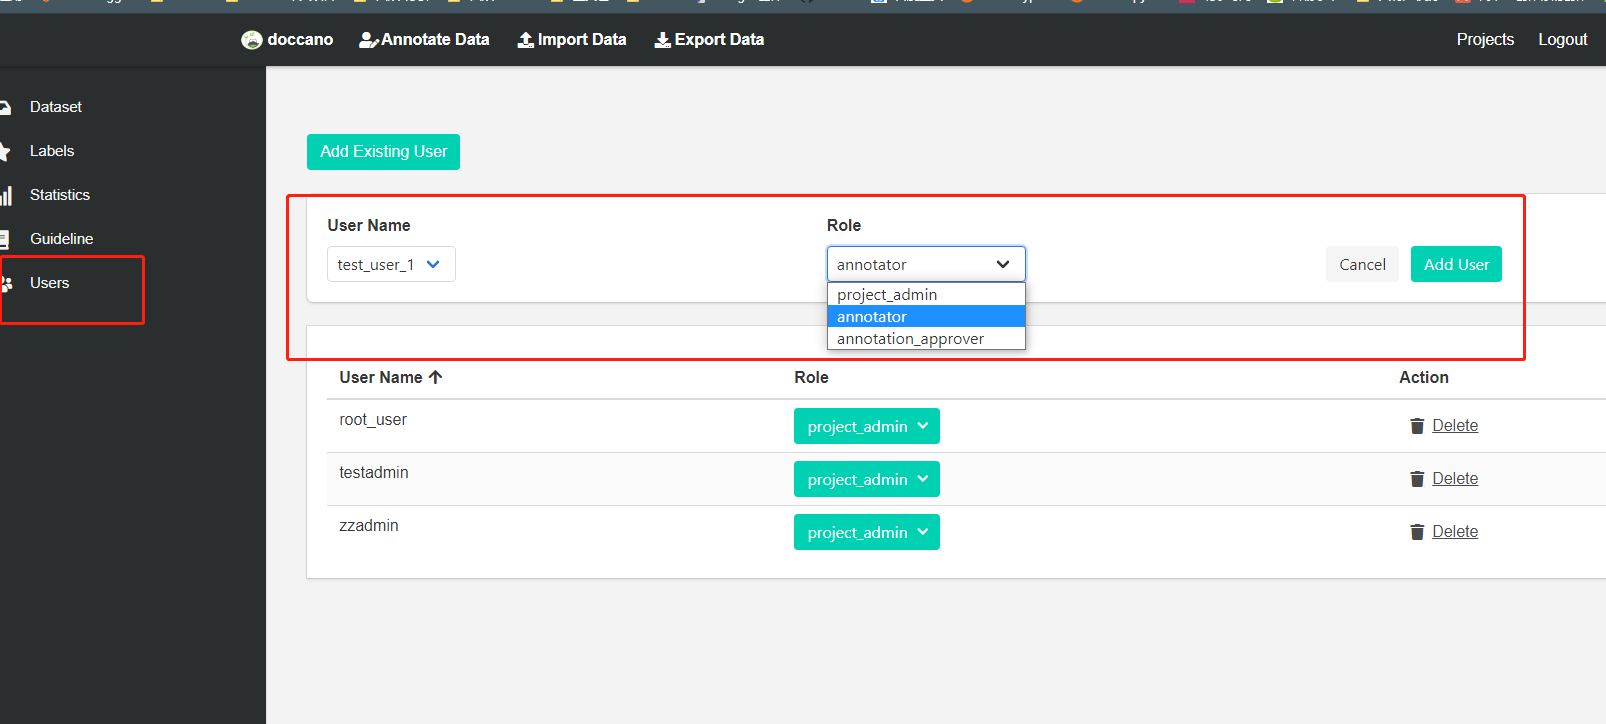 doccano Annotate Data Import Data Export Data Projects Logout
Dataset
Labels
Statistics
Guideline
Users
Add Existing User
User Name Role
test_user_1 annotator Cancel Add User
project_admin
annotator
annotation_approver
User Name Role Action
root_user project_admin Delete
testadmin project_admin Delete
zzadmin project_admin Delete